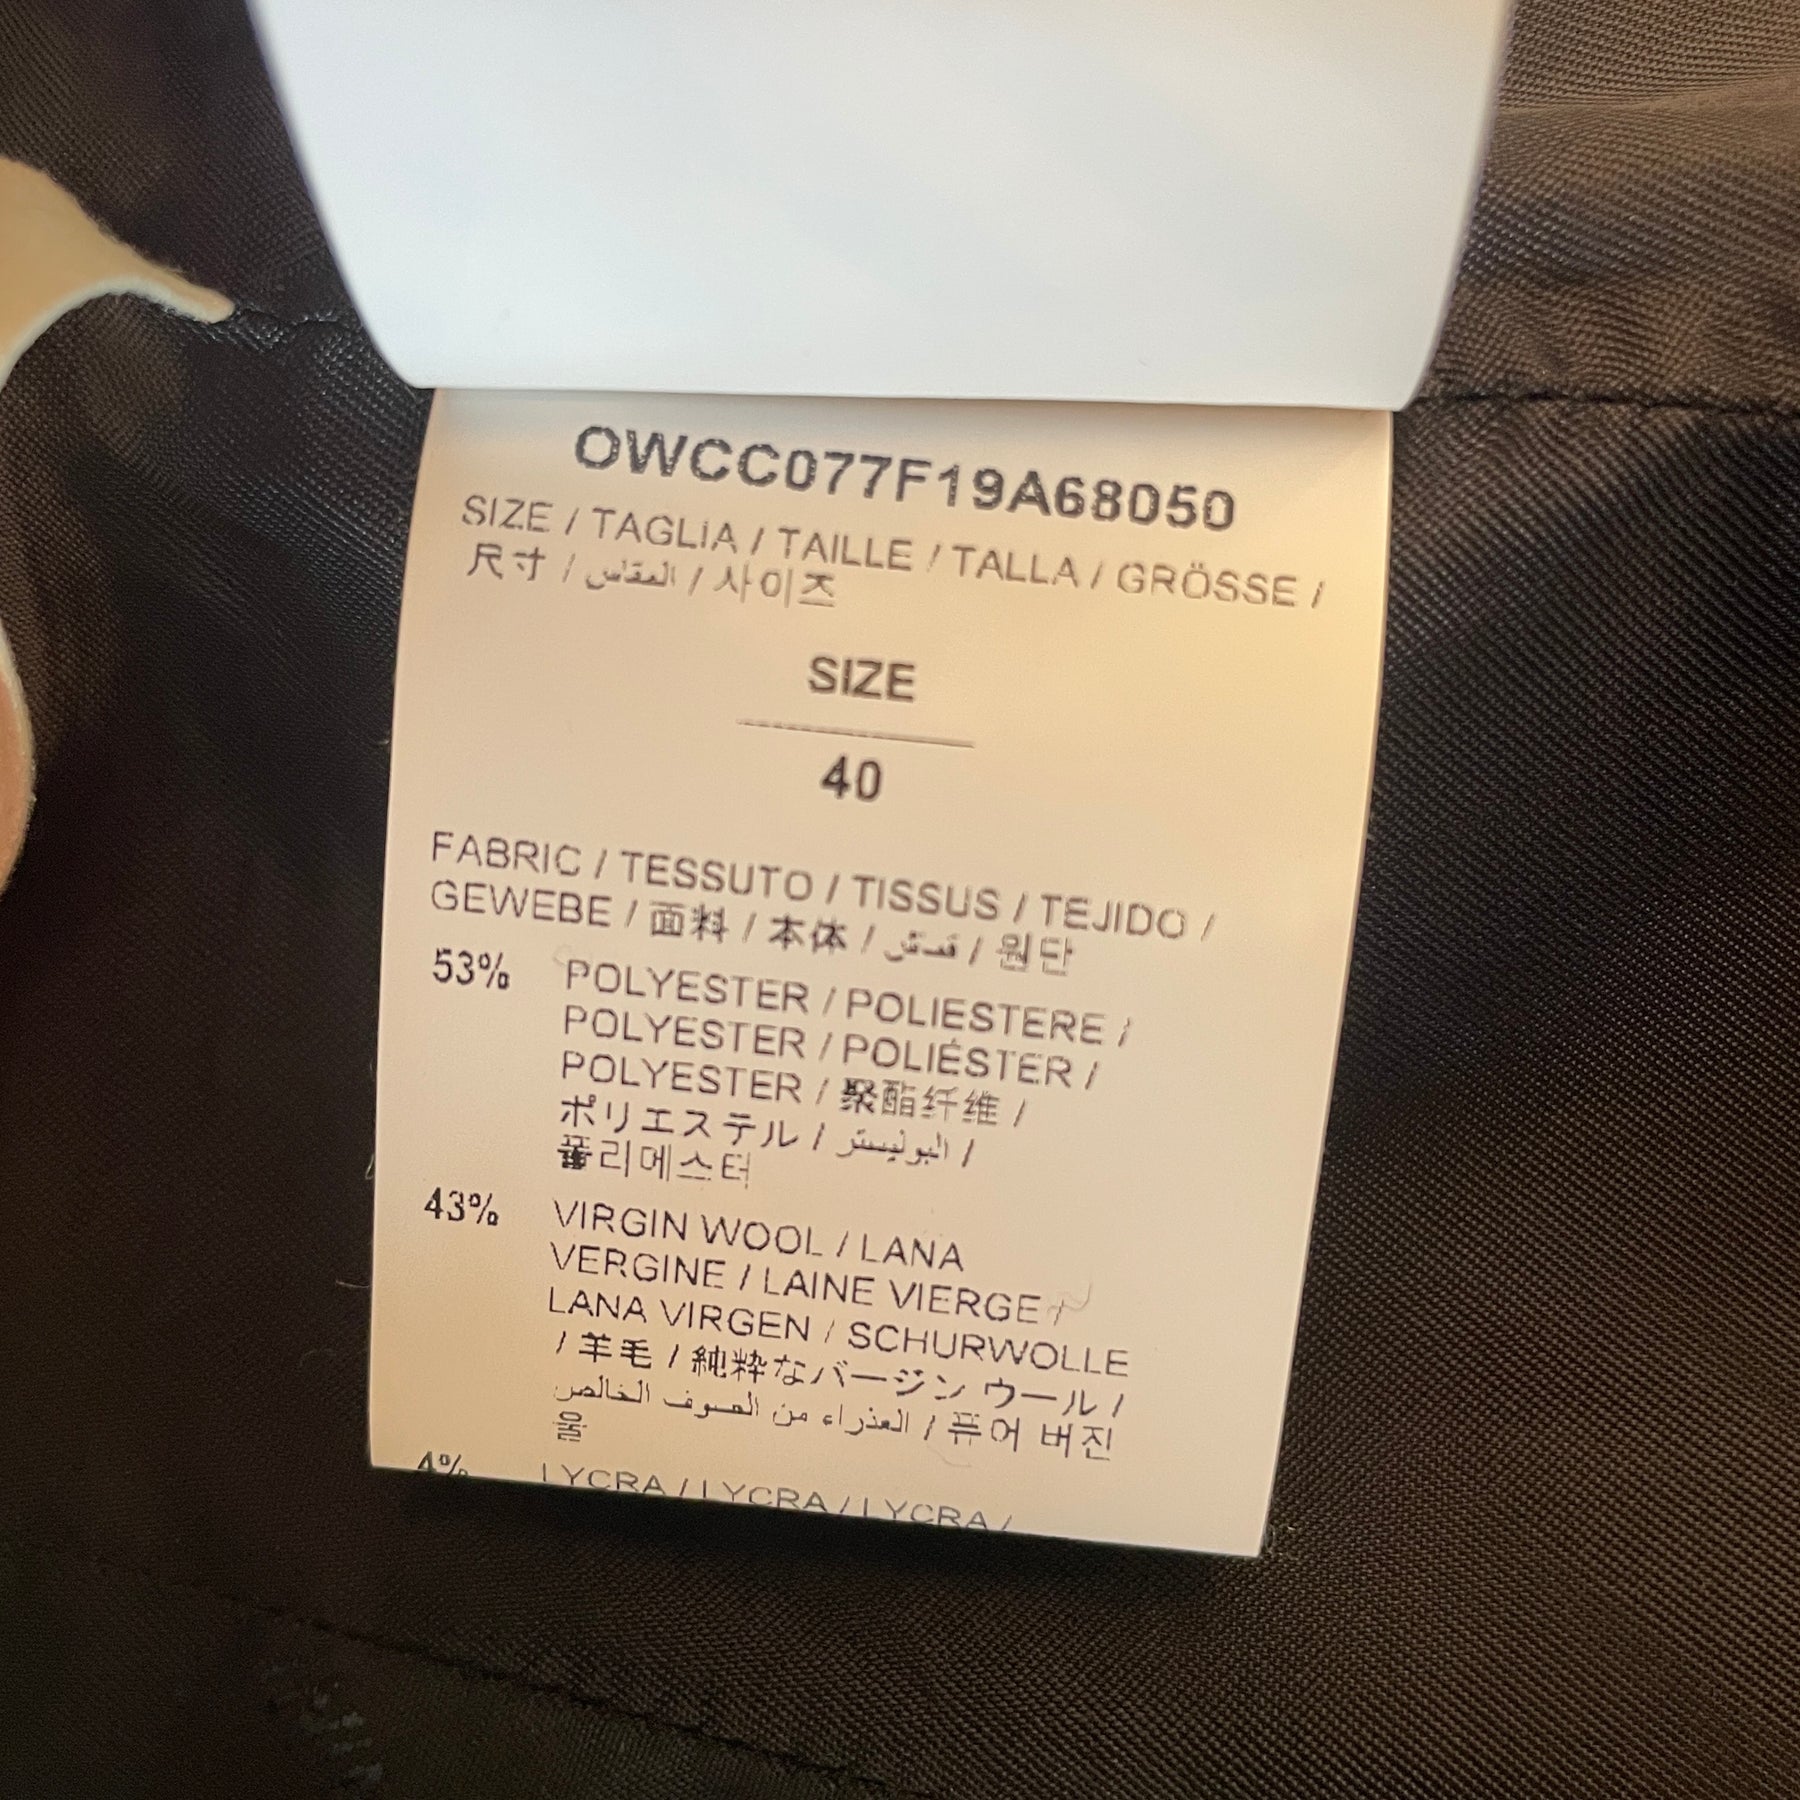 OWCC077F19A68050
SIZE / TAGLIA / TAILLE / TALLA / GRÖSSE /
尺寸 / المقاس / 사이즈
SIZE
40
FABRIC / TESSUTO / TISSUS / TEJIDO /
GEWEBE / 面料 / 本体 / قماش / 원단
53% POLYESTER / POLIESTERE /
POLYESTER / POLIÉSTER /
POLYESTER / 聚酯纤维 /
ポリエステル / البوليستر /
폴리에스터
43% VIRGIN WOOL / LANA
VERGINE / LAINE VIERGE /
LANA VIRGEN / SCHURWOLLE
/ 羊毛 / 純粋なバージン ウール /
العذراء من الصوف الخالص / 퓨어 버진
울
4% LYCRA / LYCRA / LYCRA /